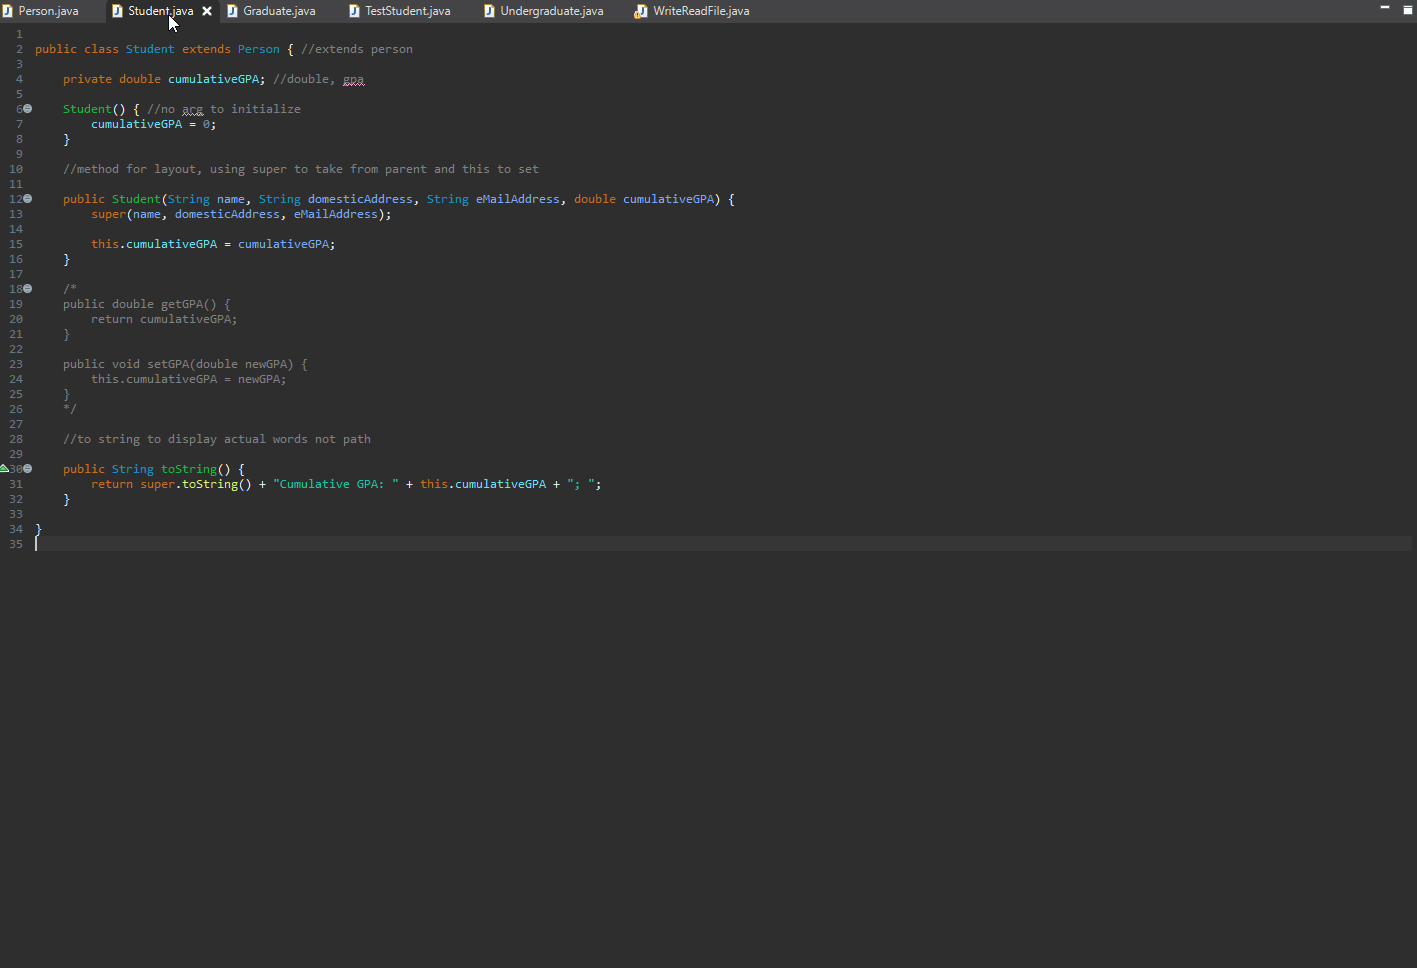 Person.java Student.java Graduate.java TestStudent.java Undergraduate.java WriteReadFile.java
1
2 public class Student extends Person { //extends person
3
4     private double cumulativeGPA; //double, gpa
5
6     Student() { //no arg to initialize
7         cumulativeGPA = 0;
8     }
9
10     //method for layout, using super to take from parent and this to set
11
12     public Student(String name, String domesticAddress, String eMailAddress, double cumulativeGPA) {
13         super(name, domesticAddress, eMailAddress);
14
15         this.cumulativeGPA = cumulativeGPA;
16     }
17
18     /*
19     public double getGPA() {
20         return cumulativeGPA;
21     }
22
23     public void setGPA(double newGPA) {
24         this.cumulativeGPA = newGPA;
25     }
26     */
27
28     //to string to display actual words not path
29
30     public String toString() {
31         return super.toString() + "Cumulative GPA: " + this.cumulativeGPA + "; ";
32     }
33
34 }
35